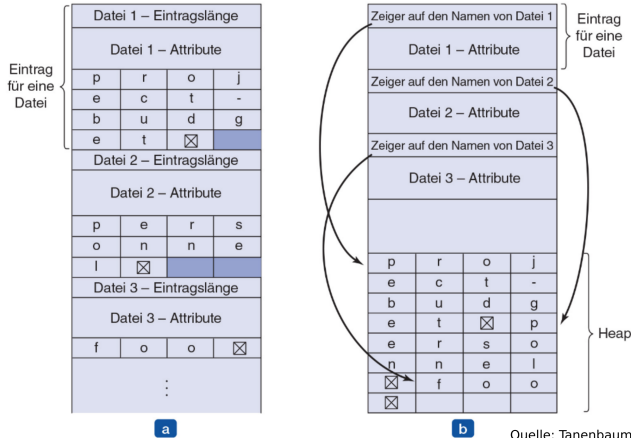 Datei 1 – Eintragslänge
Datei 1 – Attribute
Eintrag
für eine
Datei
p r o j
e c t -
b u d g
e t ☒
Datei 2 – Eintragslänge
Datei 2 – Attribute
p e r s
o n n e
l ☒
Datei 3 – Eintragslänge
Datei 3 – Attribute
f o o ☒
⋮
a
Zeiger auf den Namen von Datei 1
Datei 1 – Attribute
Eintrag
für eine
Datei
Zeiger auf den Namen von Datei 2
Datei 2 – Attribute
Zeiger auf den Namen von Datei 3
Datei 3 – Attribute
p r o j
e c t -
b u d g
e t ☒ p
e r s o
n n e l
☒ f o o
☒
Heap
b
Quelle: Tanenbaum